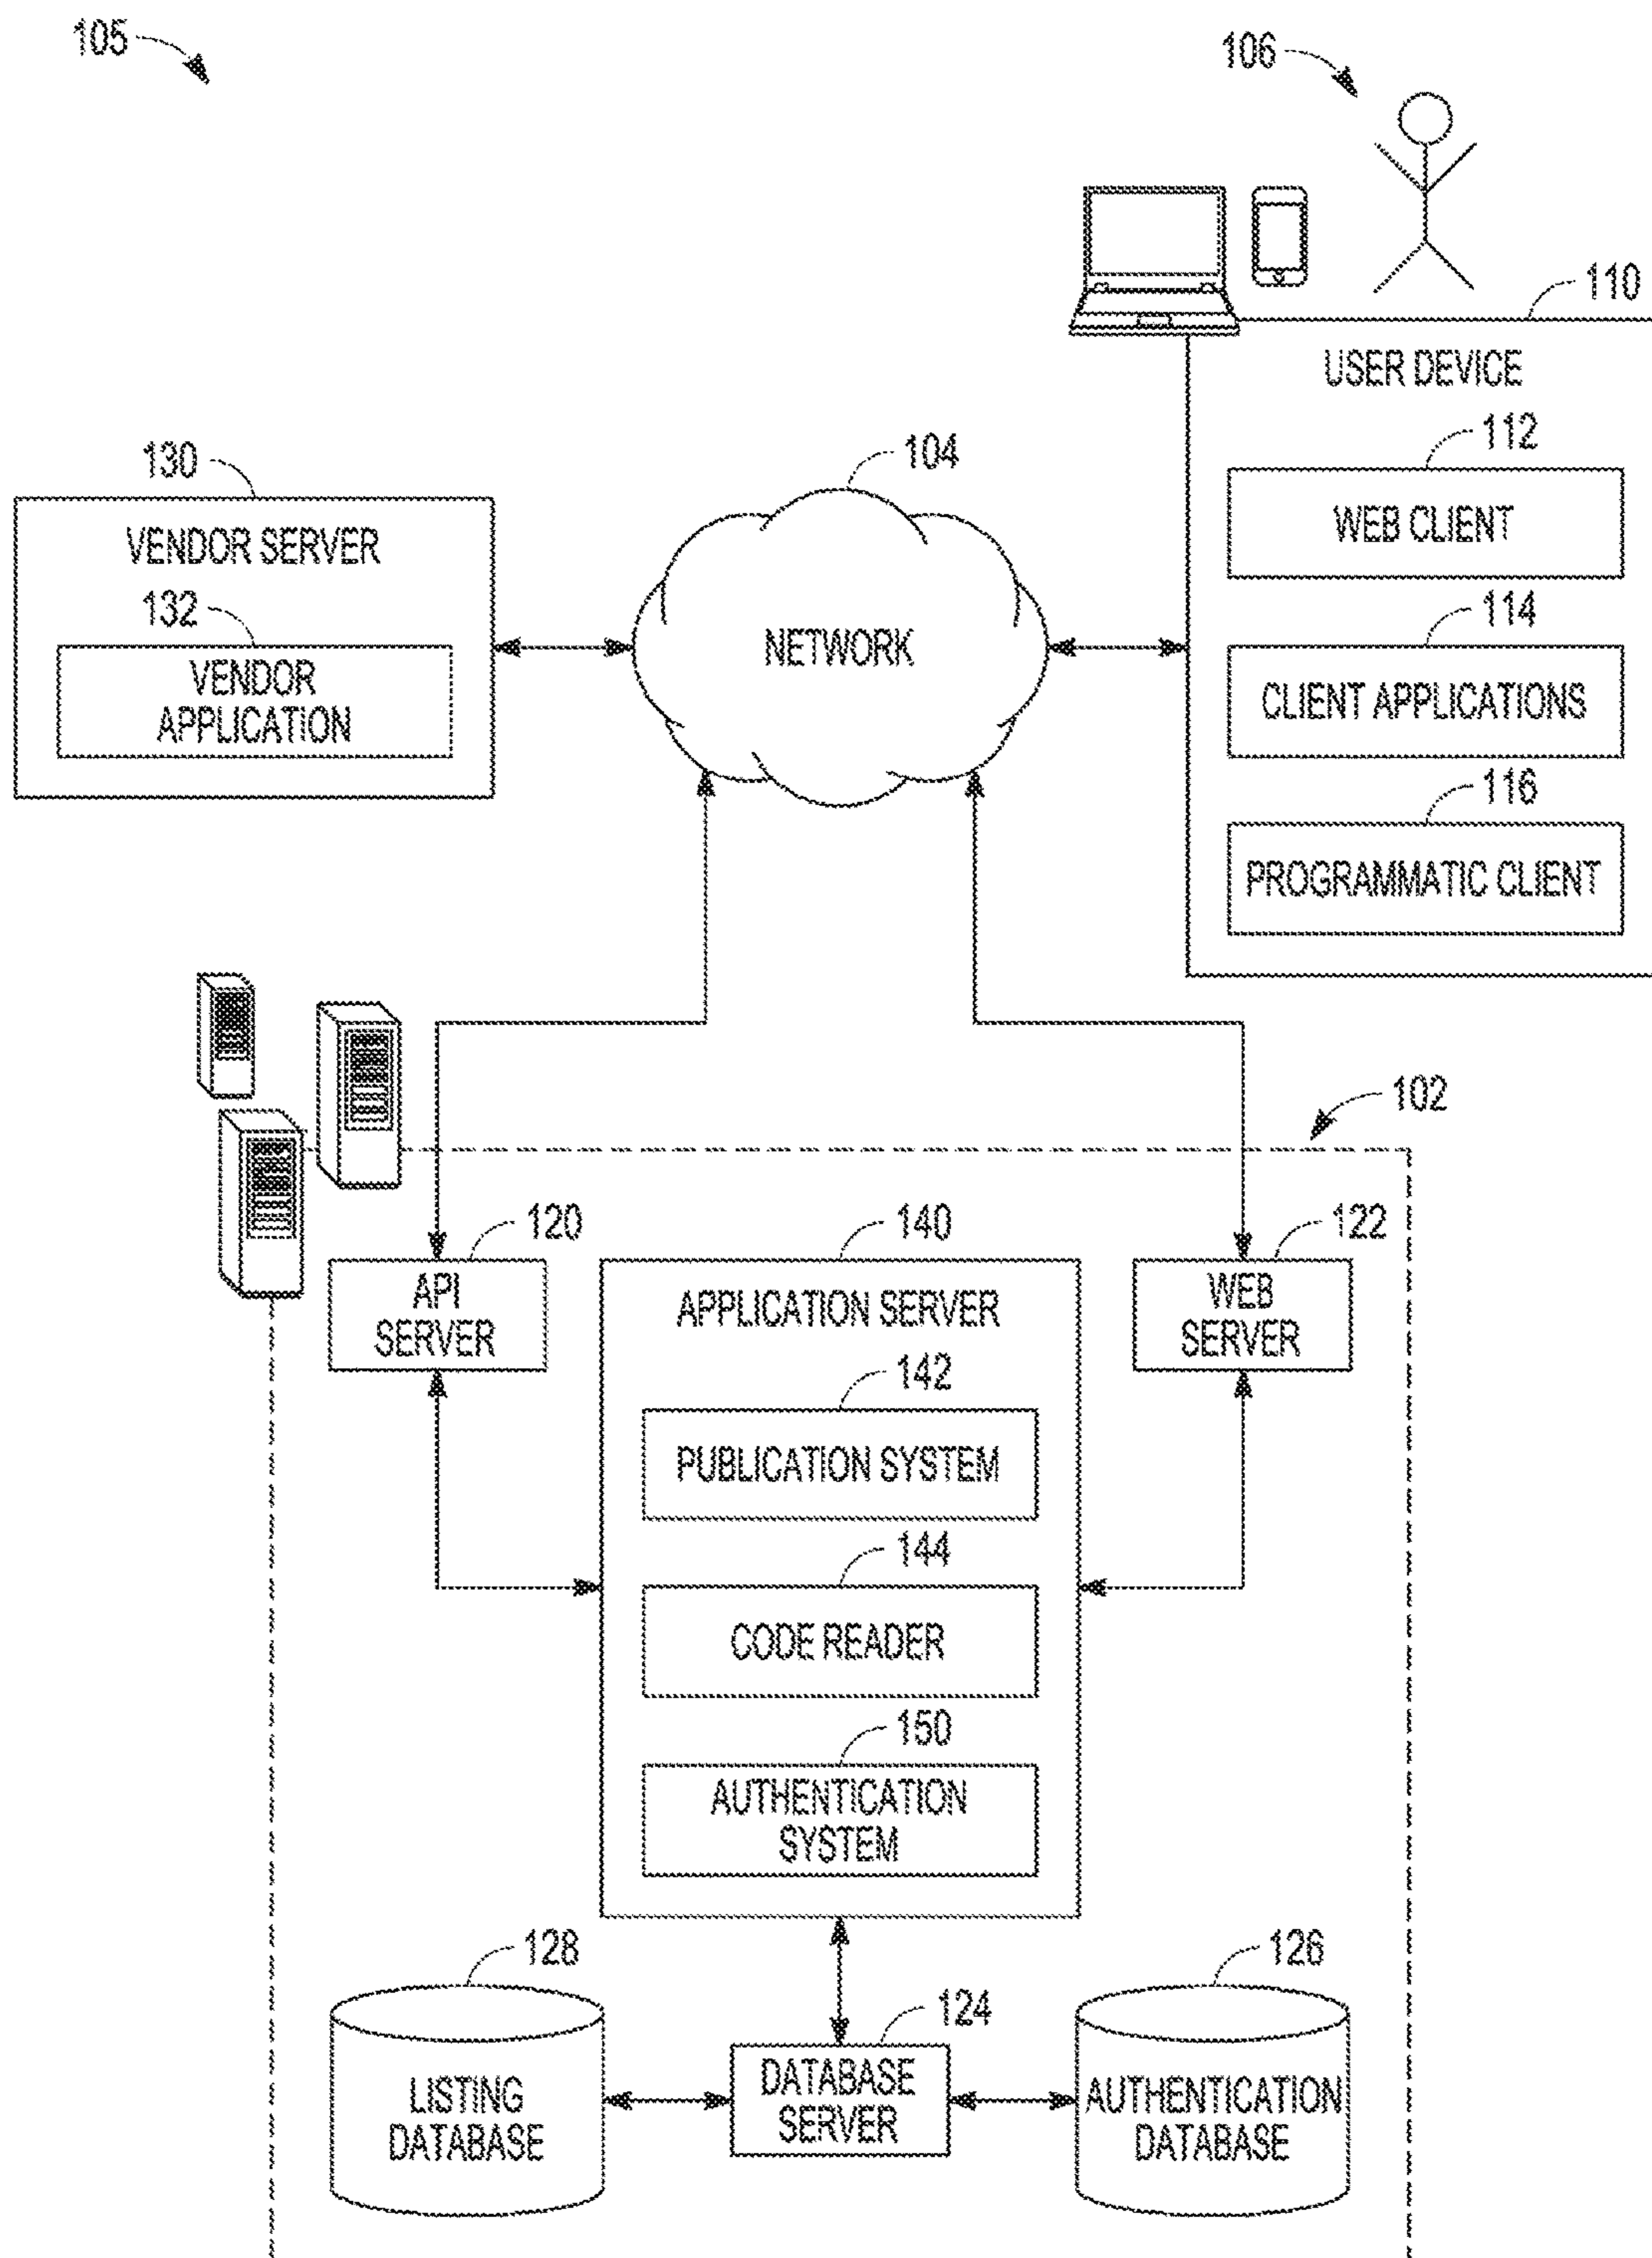 105
106
110
USER DEVICE
112
WEB CLIENT
114
CLIENT APPLICATIONS
116
PROGRAMMATIC CLIENT
104
NETWORK
130
VENDOR SERVER
132
VENDOR
APPLICATION
102
120
API
SERVER
140
APPLICATION SERVER
142
PUBLICATION SYSTEM
144
CODE READER
150
AUTHENTICATION
SYSTEM
122
WEB
SERVER
128
LISTING
DATABASE
124
DATABASE
SERVER
126
AUTHENTICATION
DATABASE